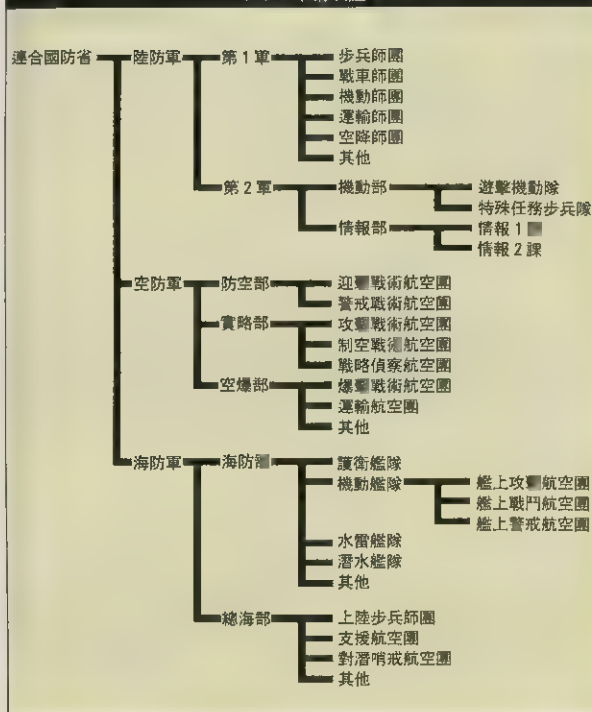 連合國防省
陸防軍
第1軍
步兵師團
戰車師團
機動師團
運輸師團
空降師團
其他
第2軍
機動部
遊擊機動隊
特殊任務步兵隊
情報部
情報1
情報2課
空防軍
防空部
迎 戰術航空團
警戒戰術航空團
實略部
攻 戰術航空團
制空戰術航空團
戰略偵察航空團
空爆部
爆擊戰術航空團
運輸航空團
其他
海防軍
海防
護衛艦隊
機動艦隊
艦上攻 航空團
艦上戰鬥航空團
艦上警戒航空團
水雷艦隊
潛水艦隊
其他
總海部
上陸步兵師團
支援航空團
對潛哨戒航空團
其他